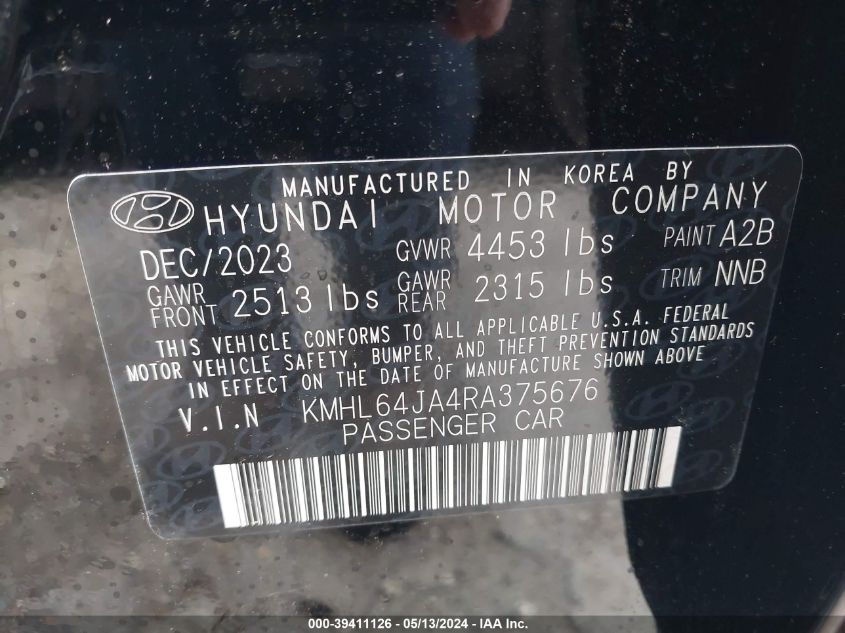 MANUFACTURED IN KOREA BY
HYUNDAI MOTOR COMPANY
DEC/2023 GVWR 4453 lbs PAINT A2B
GAWR FRONT 2513 lbs GAWR REAR 2315 lbs TRIM NNB
THIS VEHICLE CONFORMS TO ALL APPLICABLE U.S.A. FEDERAL
MOTOR VEHICLE SAFETY, BUMPER, AND THEFT PREVENTION STANDARDS
IN EFFECT ON THE DATE OF MANUFACTURE SHOWN ABOVE
V.I.N KMHL64JA4RA375676
PASSENGER CAR
000-39411126 - 05/13/2024 - IAA Inc.